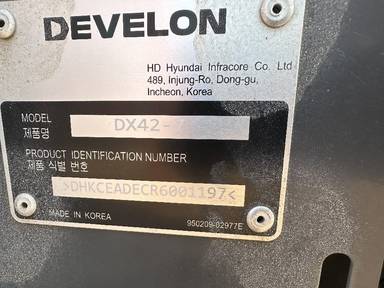 DEVELON
HD Hyundai Infracore Co. Ltd
489, Injung-Ro, Dong-gu,
Incheon, Korea
MODEL
제품명
DX42-
PRODUCT IDENTIFICATION NUMBER
제품 식별 번호
>DHKCEADECR6001197<
MADE IN KOREA
950209-02977E